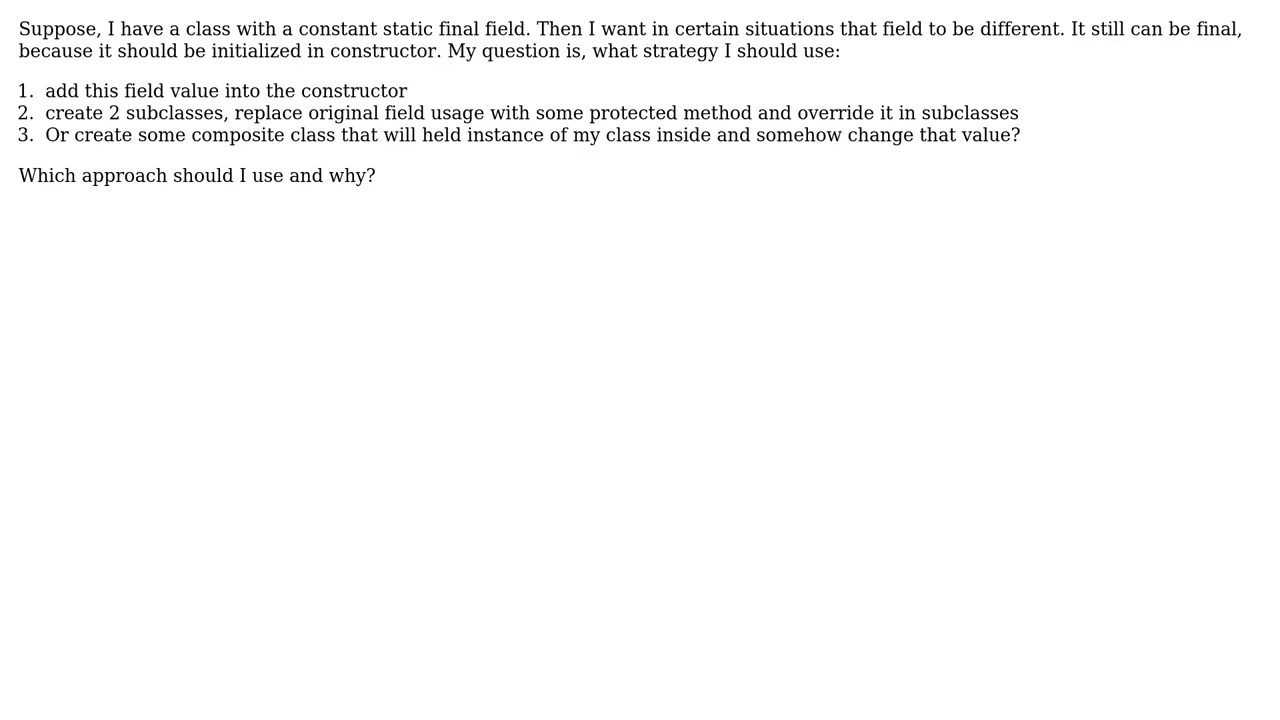 Suppose, I have a class with a constant static final field. Then I want in certain situations that field to be different. It still can be final,
because it should be initialized in constructor. My question is, what strategy I should use:
1. add this field value into the constructor
2. create 2 subclasses, replace original field usage with some protected method and override it in subclasses
3. Or create some composite class that will held instance of my class inside and somehow change that value?
Which approach should I use and why?